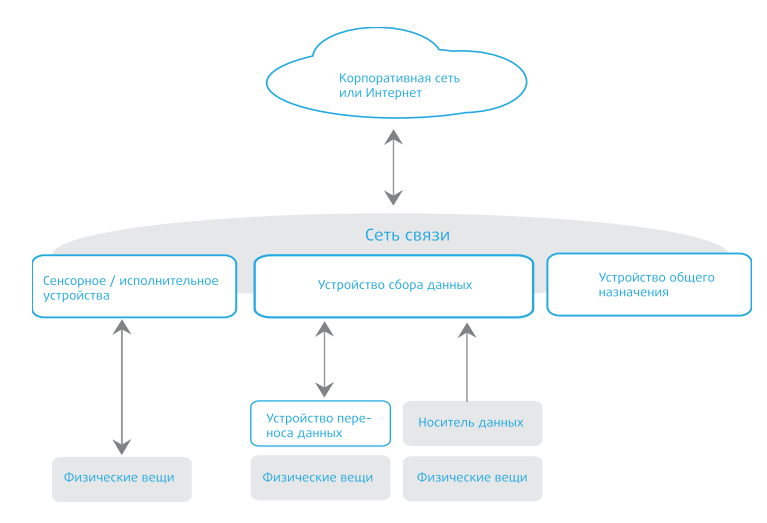 Корпоративная сеть
или Интернет
Сеть связи
Сенсорное / исполнительное
устройства
Устройство сбора данных
Устройство общего
назначения
Устройство пере-
носа данных
Носитель данных
Физические вещи
Физические вещи
Физические вещи